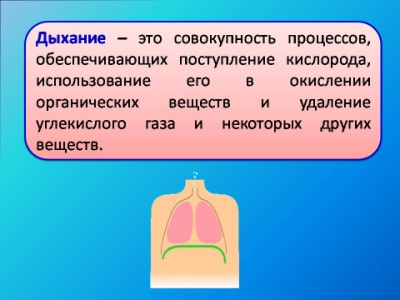 Дыхание – это совокупность процессов,
обеспечивающих поступление кислорода,
использование его в окислении
органических веществ и удаление
углекислого газа и некоторых других
веществ.